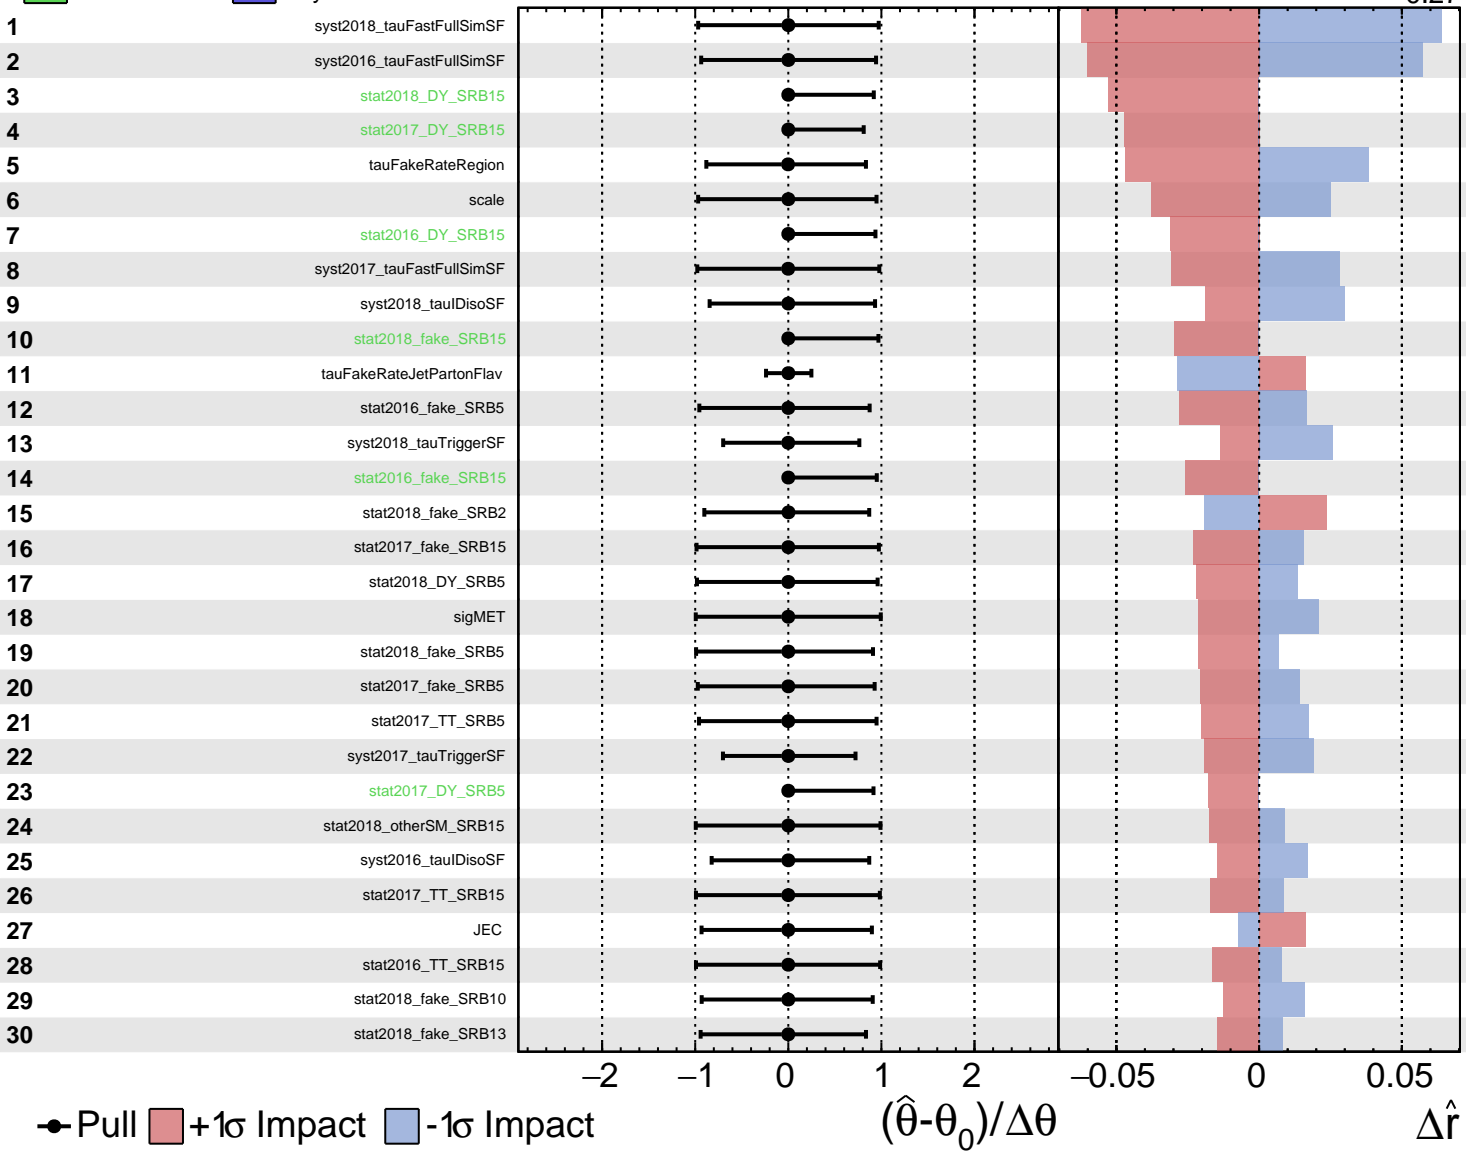 1 syst2018_tauFastFullSimSF
2 syst2016_tauFastFullSimSF
3 stat2018_DY_SRB15
4 stat2017_DY_SRB15
5 tauFakeRateRegion
6 scale
7 stat2016_DY_SRB15
8 syst2017_tauFastFullSimSF
9 syst2018_tauIDisoSF
10 stat2018_fake_SRB15
11 tauFakeRateJetPartonFlav
12 stat2016_fake_SRB5
13 syst2018_tauTriggerSF
14 stat2016_fake_SRB15
15 stat2018_fake_SRB2
16 stat2017_fake_SRB15
17 stat2018_DY_SRB5
18 sigMET
19 stat2018_fake_SRB5
20 stat2017_fake_SRB5
21 stat2017_TT_SRB5
22 syst2017_tauTriggerSF
23 stat2017_DY_SRB5
24 stat2018_otherSM_SRB15
25 syst2016_tauIDisoSF
26 stat2017_TT_SRB15
27 JEC
28 stat2016_TT_SRB15
29 stat2018_fake_SRB10
30 stat2018_fake_SRB13
−2 −1 0 1 2 −0.05 0 0.05
Pull +1σ Impact -1σ Impact (θ̂-θ₀)/Δθ Δr̂